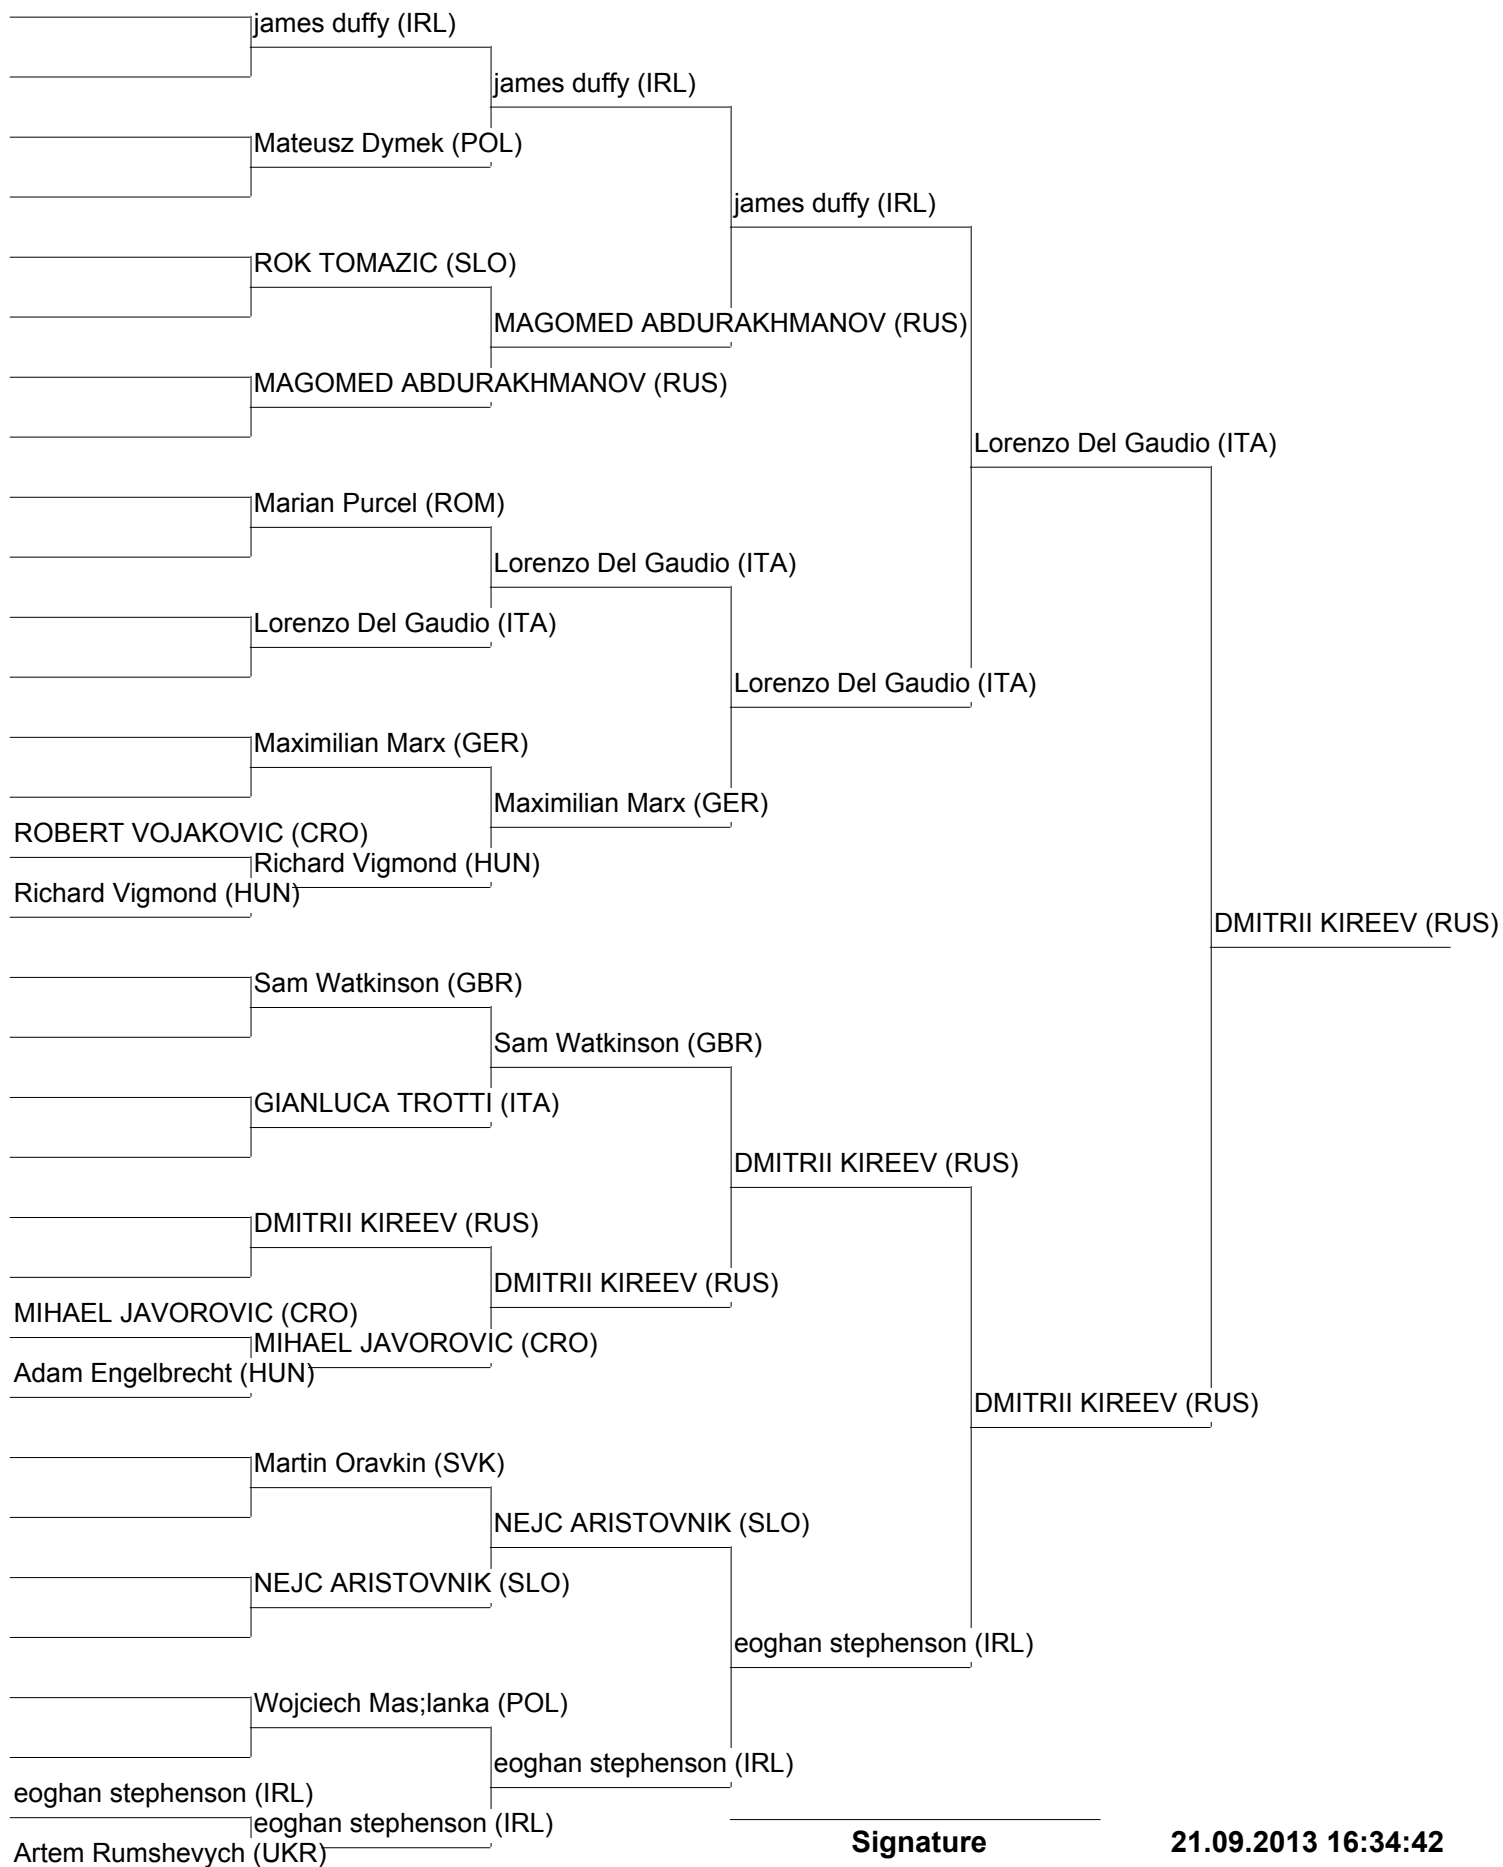 james duffy (IRL)
james duffy (IRL)
Mateusz Dymek (POL)
james duffy (IRL)
ROK TOMAZIC (SLO)
MAGOMED ABDURAKHMANOV (RUS)
MAGOMED ABDURAKHMANOV (RUS)
Lorenzo Del Gaudio (ITA)
Marian Purcel (ROM)
Lorenzo Del Gaudio (ITA)
Lorenzo Del Gaudio (ITA)
Lorenzo Del Gaudio (ITA)
Maximilian Marx (GER)
Maximilian Marx (GER)
ROBERT VOJAKOVIC (CRO)
Richard Vigmond (HUN)
Richard Vigmond (HUN)
DMITRII KIREEV (RUS)
Sam Watkinson (GBR)
Sam Watkinson (GBR)
GIANLUCA TROTTI (ITA)
DMITRII KIREEV (RUS)
DMITRII KIREEV (RUS)
DMITRII KIREEV (RUS)
MIHAEL JAVOROVIC (CRO)
MIHAEL JAVOROVIC (CRO)
Adam Engelbrecht (HUN)
DMITRII KIREEV (RUS)
Martin Oravkin (SVK)
NEJC ARISTOVNIK (SLO)
NEJC ARISTOVNIK (SLO)
eoghan stephenson (IRL)
Wojciech Mas;lanka (POL)
eoghan stephenson (IRL)
eoghan stephenson (IRL)
eoghan stephenson (IRL)
Artem Rumshevych (UKR)
Signature
21.09.2013 16:34:42